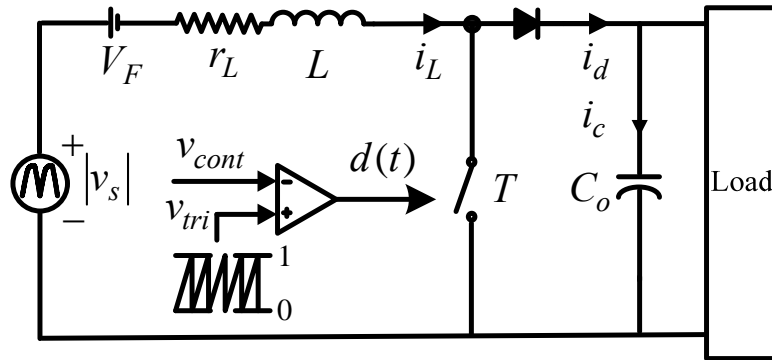 V_F
r_L
L
i_L
i_d
i_c
+
|v_s|
−
v_cont
-
d(t)
v_tri
+
T
C_o
Load
1
0